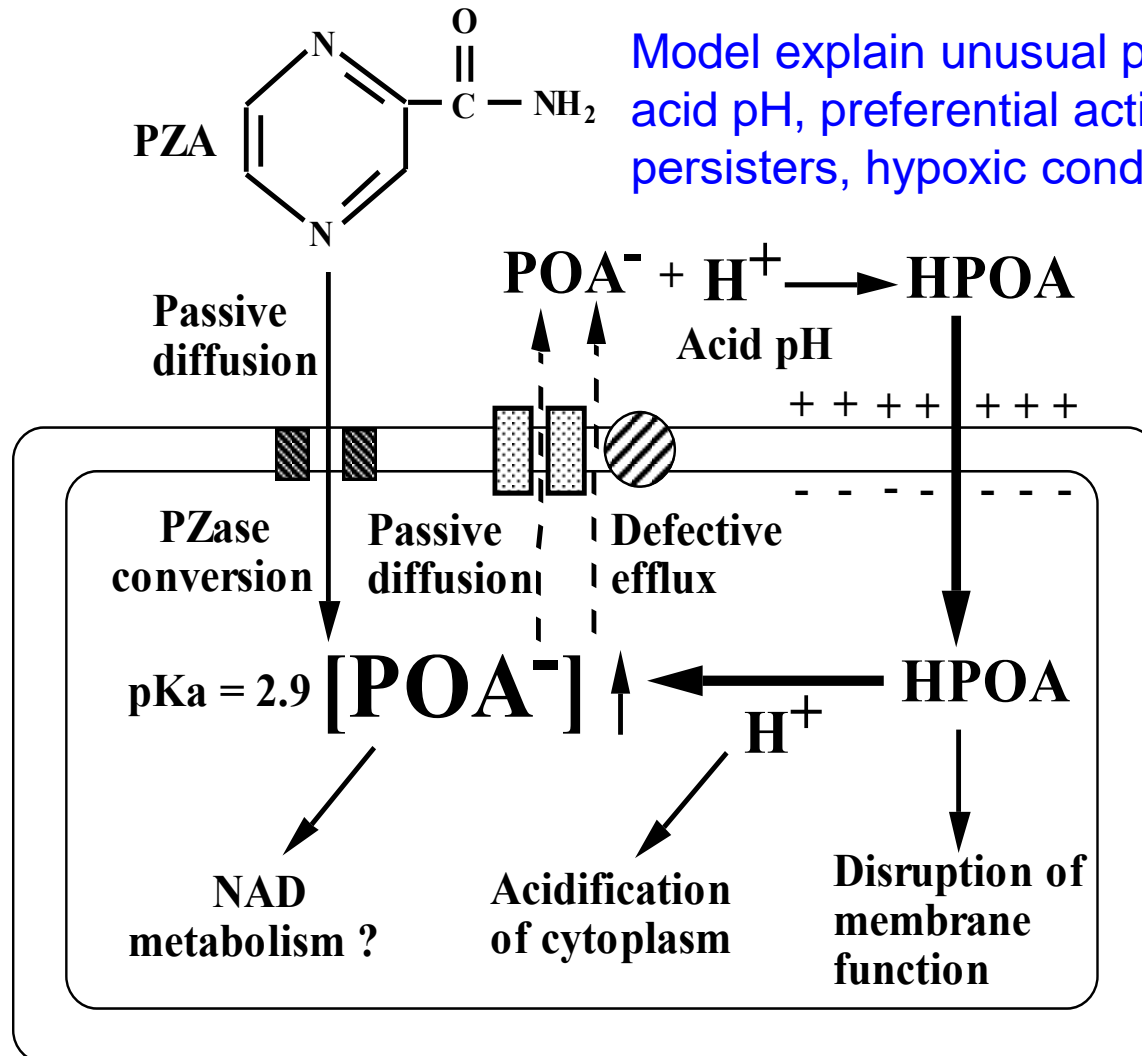 O
N
C
NH2
PZA
N
Model explain unusual p
acid pH, preferential acti
persisters, hypoxic cond
POA- + H+
HPOA
Acid pH
Passive
diffusion
+ + + + + + +
- - - - - - -
PZase
conversion
Passive
diffusion
Defective
efflux
pKa = 2.9 [POA-]
HPOA
H+
NAD
metabolism ?
Acidification
of cytoplasm
Disruption of
membrane
function